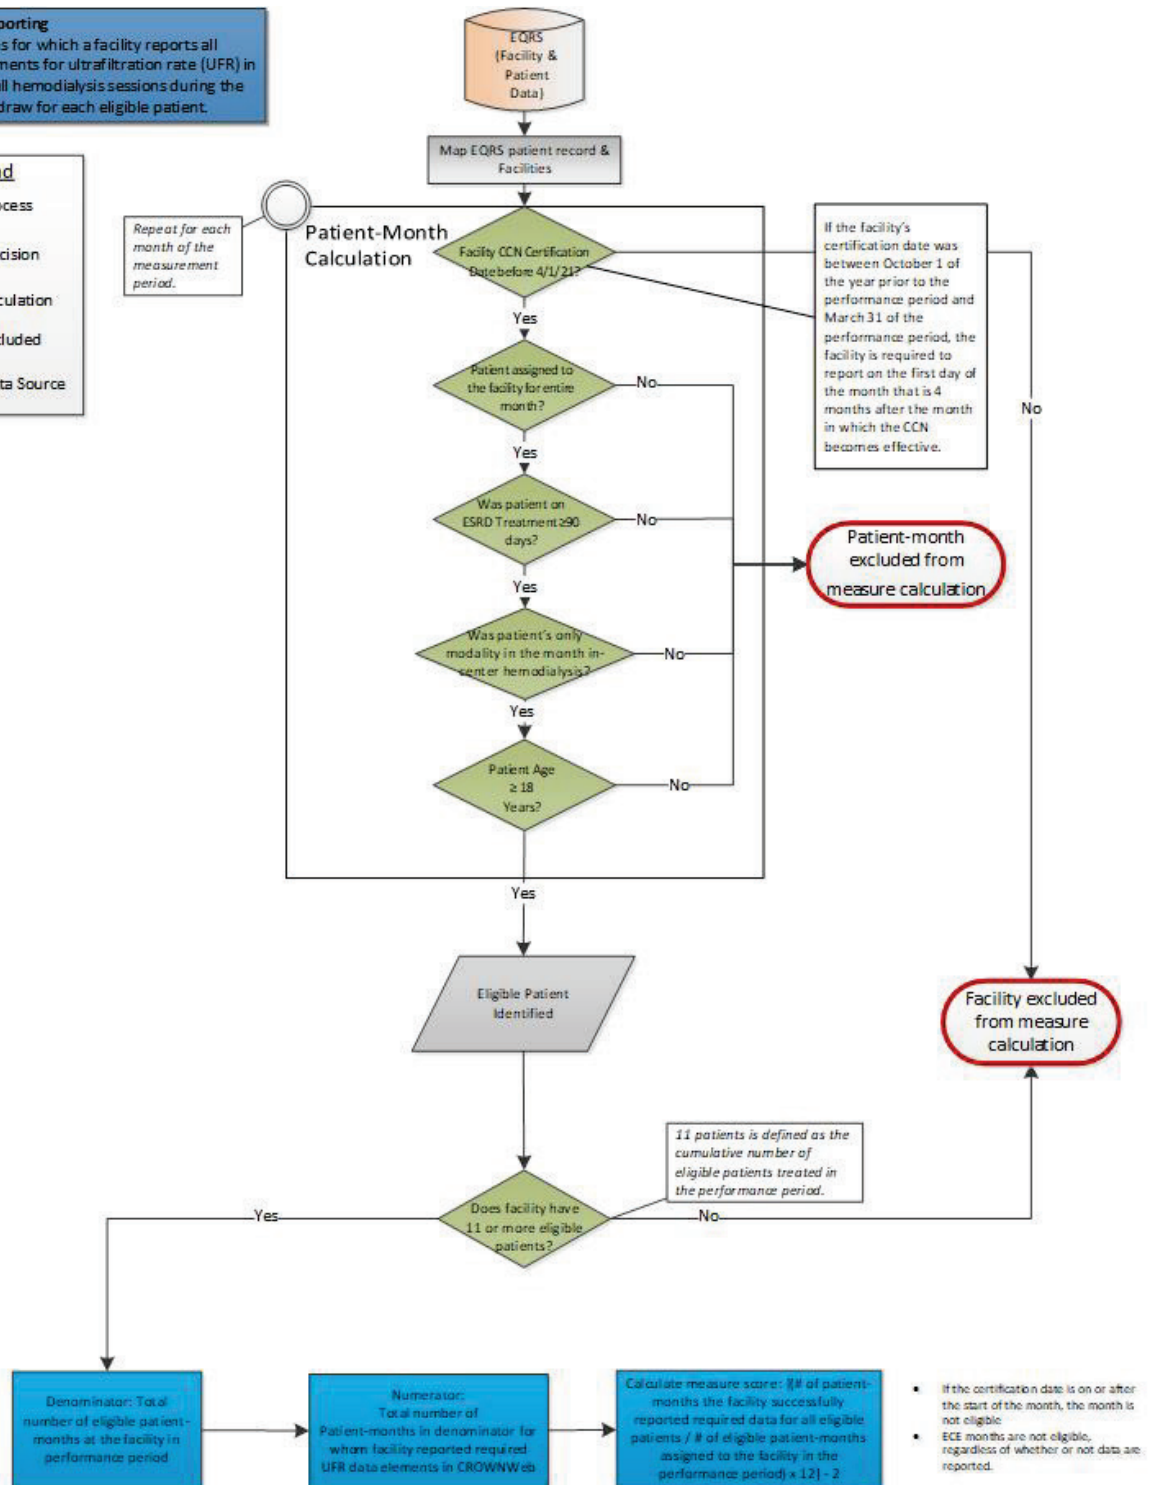 porting
s for which a facility reports all
ments for ultrafiltration rate (UFR) in
ll hemodialysis sessions during the
draw for each eligible patient.
EQRS
(Facility &
Patient
Data)
Map EQRS patient record &
Facilities
nd
cess
cision
culation
cluded
ta Source
Repeat for each
month of the
measurement
period.
Patient-Month
Calculation
Facility CCN Certification
Date before 4/1/21?
If the facility's
certification date was
between October 1 of
the year prior to the
performance period and
March 31 of the
performance period, the
facility is required to
report on the first day of
the month that is 4
months after the month
in which the CCN
becomes effective.
Yes
No
Patient assigned to
the facility for entire
month?
No
Yes
Was patient on
ESRD Treatment ≥90
days?
No
Patient-month
excluded from
measure calculation
Yes
Was patient's only
modality in the month in-
center hemodialysis?
No
Yes
Patient Age
≥ 18
Years?
No
Yes
Eligible Patient
Identified
Facility excluded
from measure
calculation
11 patients is defined as the
cumulative number of
eligible patients treated in
the performance period.
Does facility have
11 or more eligible
patients?
Yes
No
Denominator: Total
number of eligible patient-
months at the facility in
performance period
Numerator:
Total number of
Patient-months in denominator for
whom facility reported required
UFR data elements in CROWNWeb
Calculate measure score: [(# of patient-
months the facility successfully
reported required data for all eligible
patients / # of eligible patient-months
assigned to the facility in the
performance period) x 12] - 2
• If the certification date is on or after
the start of the month, the month is
not eligible
• ECE months are not eligible,
regardless of whether or not data are
reported.